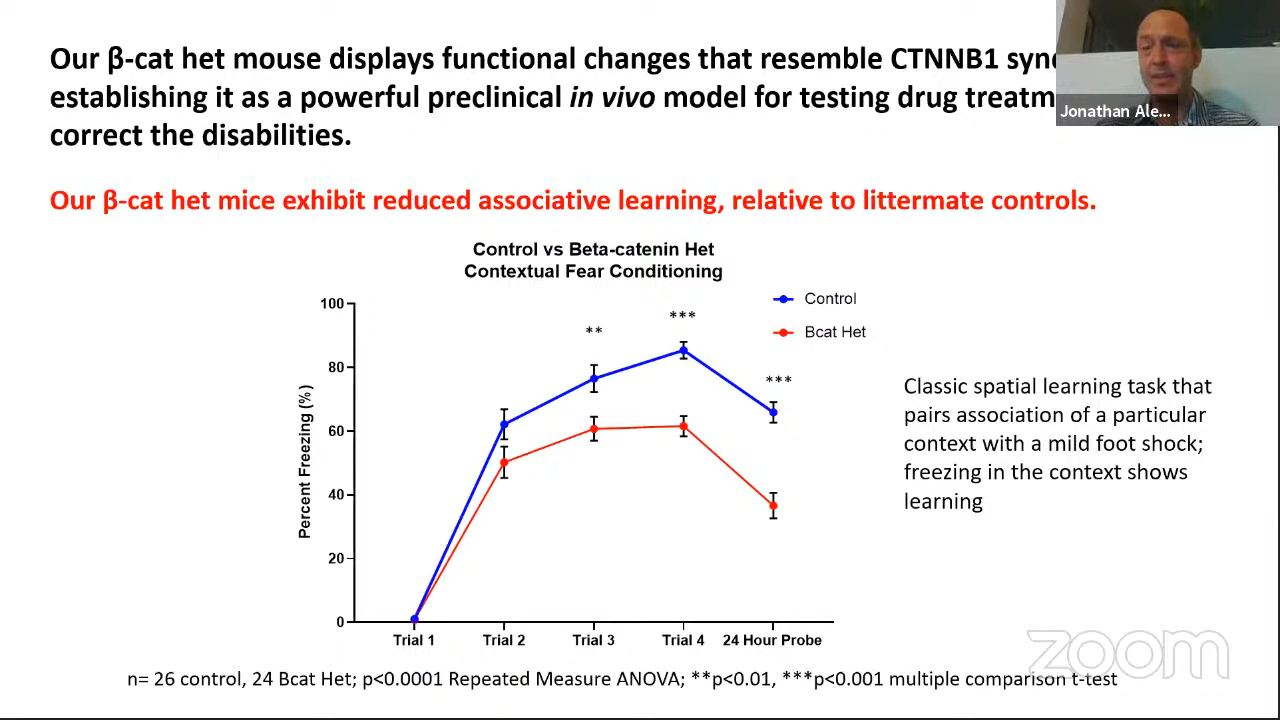 Our β-cat het mouse displays functional changes that resemble CTNNB1
establishing it as a powerful preclinical in vivo model for testing drug
correct the disabilities.
Jonathan Ale...
Our β-cat het mice exhibit reduced associative learning, relative to littermate controls.
Control vs Beta-catenin Het
Contextual Fear Conditioning
Control
Bcat Het
100
80
60
40
20
0
Percent Freezing (%)
**
***
***
Trial 1
Trial 2
Trial 3
Trial 4
24 Hour Probe
Classic spatial learning task that
pairs association of a particular
context with a mild foot shock;
freezing in the context shows
learning
zoom
n= 26 control, 24 Bcat Het; p<0.0001 Repeated Measure ANOVA; **p<0.01, ***p<0.001 multiple comparison t-test